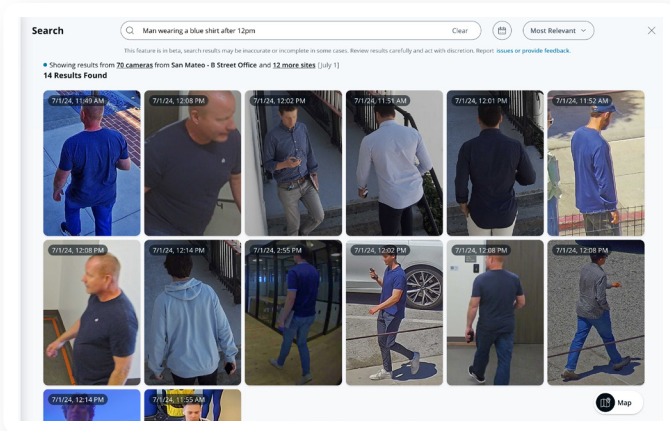 Search
Man wearing a blue shirt after 12pm
Clear
Most Relevant
This feature is in beta, search results may be inaccurate or incomplete in some cases. Review results carefully and act with discretion. Report issues or provide feedback.
Showing results from 70 cameras from San Mateo - B Street Office and 12 more sites [July 1]
14 Results Found
7/1/24, 11:49 AM
7/1/24, 12:08 PM
7/1/24, 12:02 PM
7/1/24, 11:51 AM
7/1/24, 12:01 PM
7/1/24, 11:52 AM
7/1/24, 12:08 PM
7/1/24, 12:14 PM
7/1/24, 2:55 PM
7/1/24, 12:02 PM
7/1/24, 12:08 PM
7/1/24, 12:08 PM
7/1/24, 12:14 PM
7/1/24, 11:55 AM
Map